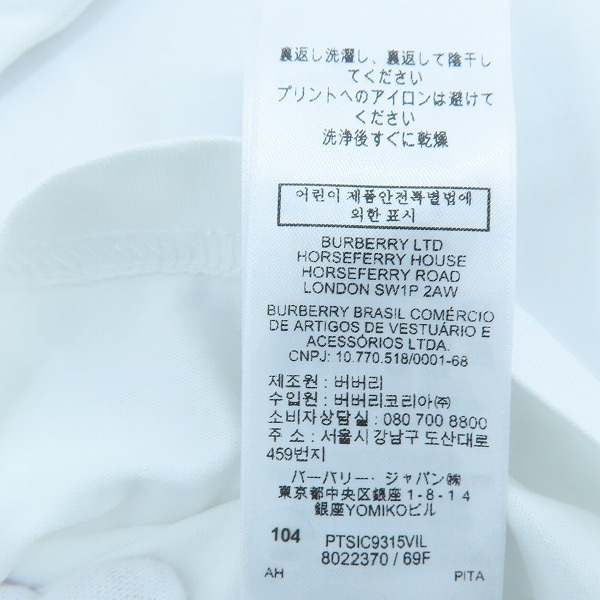 裏返し洗濯し、裏返して陰干し
てください
プリントへのアイロンは避けて
ください
洗浄後すぐに乾燥
어린이 제품안전특별법에
의한 표시
BURBERRY LTD
HORSEFERRY HOUSE
HORSEFERRY ROAD
LONDON SW1P 2AW
BURBERRY BRASIL COMÉRCIO
DE ARTIGOS DE VESTUÁRIO E
ACESSÓRIOS LTDA.
CNPJ: 10.770.518/0001-68
제조원 : 버버리
수입원 : 버버리코리아㈜
소비자상담실 : 080 700 8800
주 소 : 서울시 강남구 도산대로
459번지
バーバリー・ジャパン㈱
東京都中央区銀座1-8-14
銀座YOMIKOビル
104 PTSIC9315VIL
8022370 / 69F
AH PITA